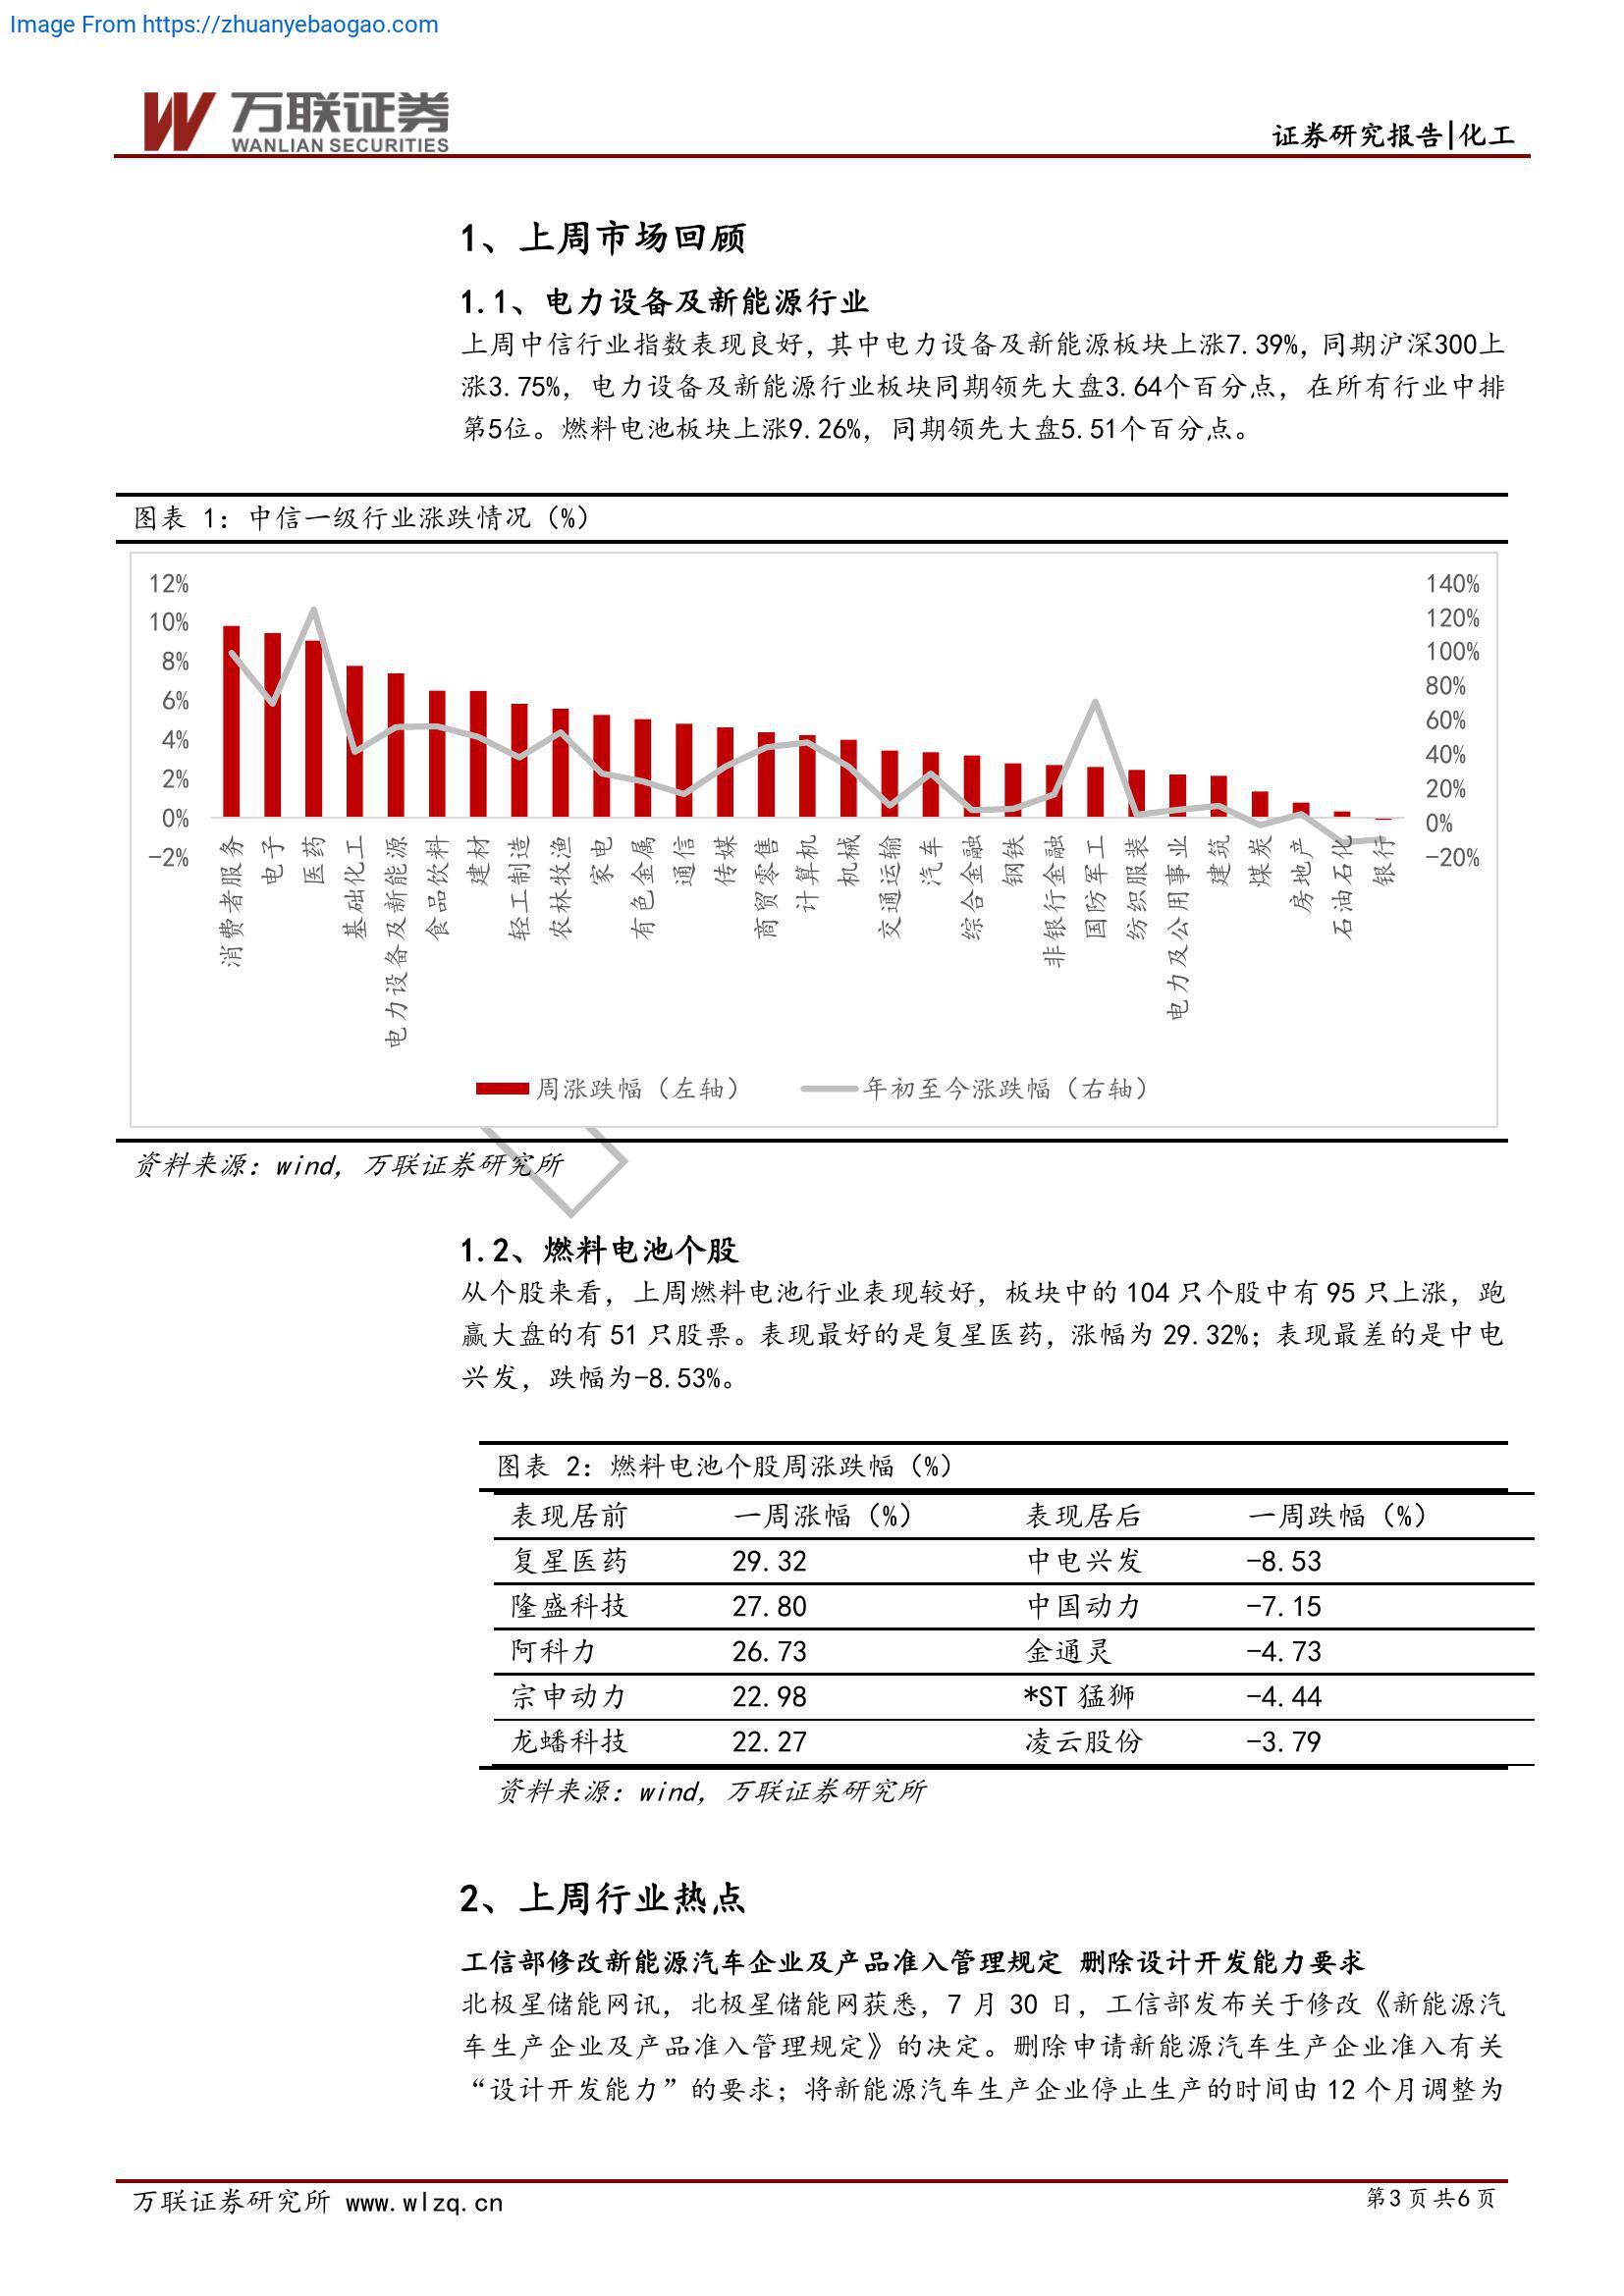 Image From https://zhuanyebaogao.com
万联证券
WANLIAN SECURITIES
证券研究报告|化工
1、上周市场回顾
1.1、电力设备及新能源行业
上周中信行业指数表现良好，其中电力设备及新能源板块上涨7.39%，同期沪深300上
涨3.75%，电力设备及新能源行业板块同期领先大盘3.64个百分点，在所有行业中排
第5位。燃料电池板块上涨9.26%，同期领先大盘5.51个百分点。
图表 1：中信一级行业涨跌情况（%）
12%
10%
8%
6%
4%
2%
0%
-2%
140%
120%
100%
80%
60%
40%
20%
0%
-20%
消费者服务
电子
医药
基础化工
电力设备及新能源
食品饮料
建材
轻工制造
农林牧渔
家电
有色金属
通信
传媒
商贸零售
计算机
机械
交通运输
汽车
综合金融
钢铁
非银行金融
国防军工
纺织服装
电力及公用事业
建筑
煤炭
房地产
石油石化
银行
周涨跌幅（左轴）
年初至今涨跌幅（右轴）
资料来源：wind，万联证券研究所
1.2、燃料电池个股
从个股来看，上周燃料电池行业表现较好，板块中的 104 只个股中有 95 只上涨，跑
赢大盘的有 51 只股票。表现最好的是复星医药，涨幅为 29.32%；表现最差的是中电
兴发，跌幅为-8.53%。
图表 2：燃料电池个股周涨跌幅（%）
表现居前 一周涨幅（%） 表现居后 一周跌幅（%）
复星医药 29.32 中电兴发 -8.53
隆盛科技 27.80 中国动力 -7.15
阿科力 26.73 金通灵 -4.73
宗申动力 22.98 *ST 猛狮 -4.44
龙蟠科技 22.27 凌云股份 -3.79
资料来源：wind，万联证券研究所
2、上周行业热点
工信部修改新能源汽车企业及产品准入管理规定 删除设计开发能力要求
北极星储能网讯，北极星储能网获悉，7 月 30 日，工信部发布关于修改《新能源汽
车生产企业及产品准入管理规定》的决定。删除申请新能源汽车生产企业准入有关
“设计开发能力”的要求；将新能源汽车生产企业停止生产的时间由 12 个月调整为
万联证券研究所 www.wlzq.cn
第3页共6页